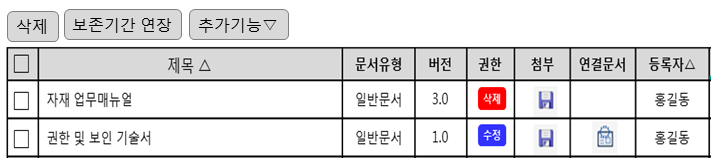 삭제 보존기간 연장 추가기능▽
제목 △ 문서유형 버전 권한 첨부 연결문서 등록자△
자재 업무매뉴얼 일반문서 3.0 삭제 홍길동
권한 및 보인 기술서 일반문서 1.0 수정 홍길동